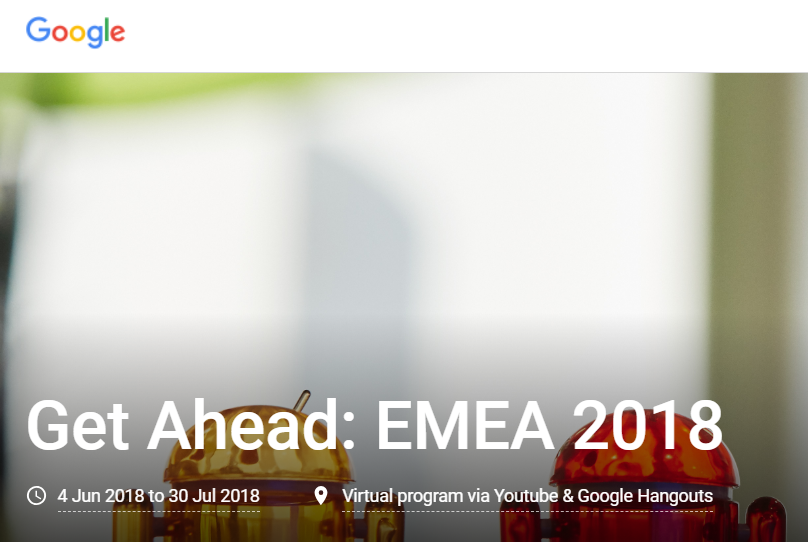 Google
Get Ahead: EMEA 2018
4 Jun 2018 to 30 Jul 2018
Virtual program via Youtube & Google Hangouts